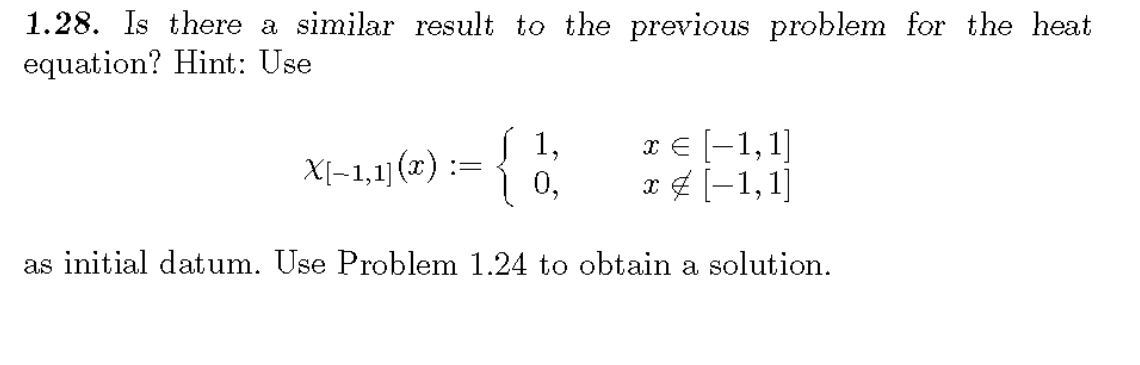 1.28. Is there a similar result to the previous problem for the heat
equation? Hint: Use
χ[−1,1](x) := { 1, x ∈ [−1, 1]
0, x ∉ [−1, 1]
as initial datum. Use Problem 1.24 to obtain a solution.